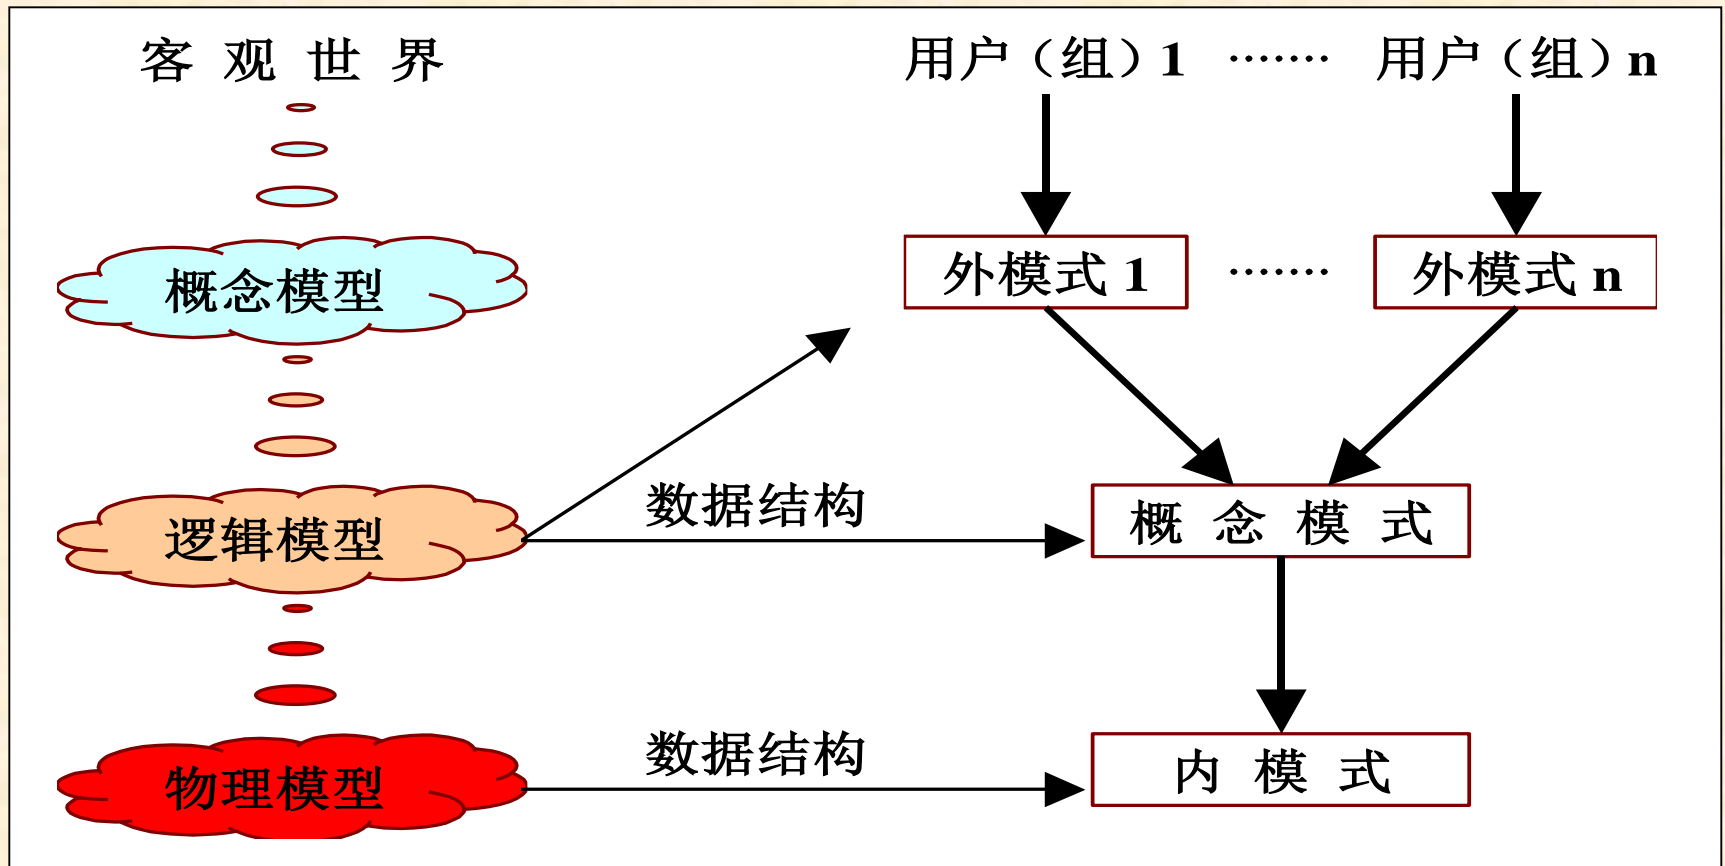 客 观 世 界
用户（组）1 ······· 用户（组）n
概念模型
外模式 1 ······· 外模式 n
数据结构
逻辑模型
概 念 模 式
数据结构
物理模型
内 模 式